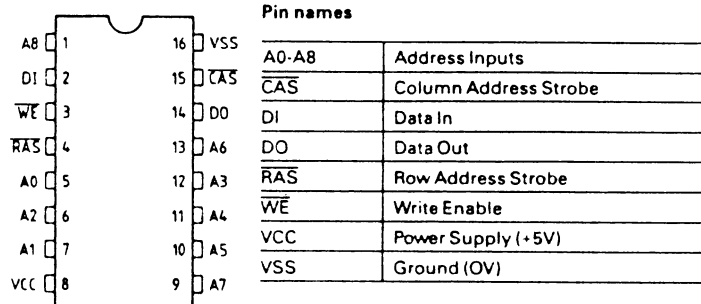 Pin names
A8 1 16 VSS
DI 2 15 CAS
WE 3 14 DO
RAS 4 13 A6
A0 5 12 A3
A2 6 11 A4
A1 7 10 A5
VCC 8 9 A7
A0-A8 Address Inputs
CAS Column Address Strobe
DI Data In
DO Data Out
RAS Row Address Strobe
WE Write Enable
VCC Power Supply (+5V)
VSS Ground (OV)